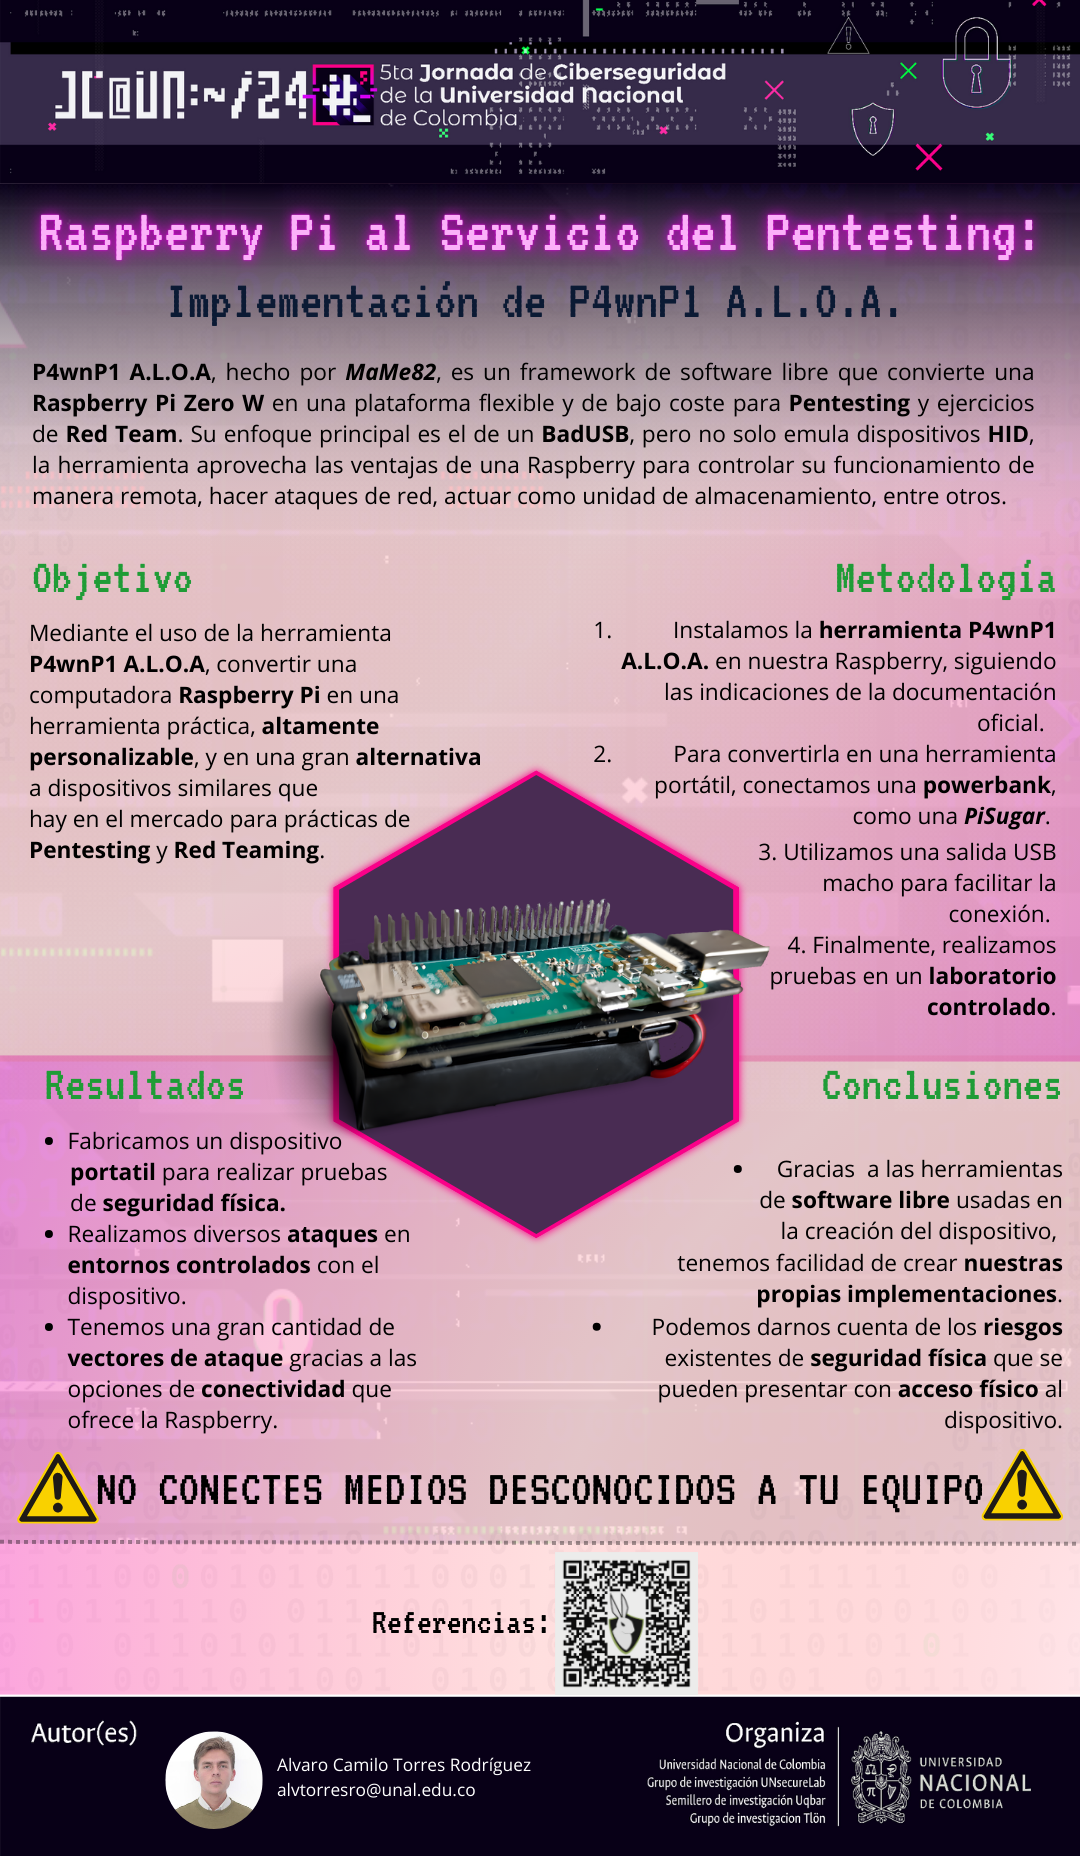 JC@UN:~/24
#_
5ta Jornada de Ciberseguridad
de la Universidad Nacional
de Colombia
Raspberry Pi al Servicio del Pentesting:
Implementación de P4wnP1 A.L.O.A.
P4wnP1 A.L.O.A, hecho por MaMe82, es un framework de software libre que convierte una
Raspberry Pi Zero W en una plataforma flexible y de bajo coste para Pentesting y ejercicios
de Red Team. Su enfoque principal es el de un BadUSB, pero no solo emula dispositivos HID,
la herramienta aprovecha las ventajas de una Raspberry para controlar su funcionamiento de
manera remota, hacer ataques de red, actuar como unidad de almacenamiento, entre otros.
Objetivo
Mediante el uso de la herramienta
P4wnP1 A.L.O.A, convertir una
computadora Raspberry Pi en una
herramienta práctica, altamente
personalizable, y en una gran alternativa
a dispositivos similares que
hay en el mercado para prácticas de
Pentesting y Red Teaming.
Metodología
1. Instalamos la herramienta P4wnP1
A.L.O.A. en nuestra Raspberry, siguiendo
las indicaciones de la documentación
oficial.
2. Para convertirla en una herramienta
portátil, conectamos una powerbank,
como una PiSugar.
3. Utilizamos una salida USB
macho para facilitar la
conexión.
4. Finalmente, realizamos
pruebas en un laboratorio
controlado.
Resultados
• Fabricamos un dispositivo
portatil para realizar pruebas
de seguridad física.
• Realizamos diversos ataques en
entornos controlados con el
dispositivo.
• Tenemos una gran cantidad de
vectores de ataque gracias a las
opciones de conectividad que
ofrece la Raspberry.
Conclusiones
• Gracias a las herramientas
de software libre usadas en
la creación del dispositivo,
tenemos facilidad de crear nuestras
propias implementaciones.
• Podemos darnos cuenta de los riesgos
existentes de seguridad física que se
pueden presentar con acceso físico al
dispositivo.
NO CONECTES MEDIOS DESCONOCIDOS A TU EQUIPO
Referencias:
Autor(es)
Alvaro Camilo Torres Rodríguez
alvtorresro@unal.edu.co
Organiza
Universidad Nacional de Colombia
Grupo de investigación UNsecureLab
Semillero de investigación Uqbar
Grupo de investigacion Tlön
UNIVERSIDAD
NACIONAL
DE COLOMBIA